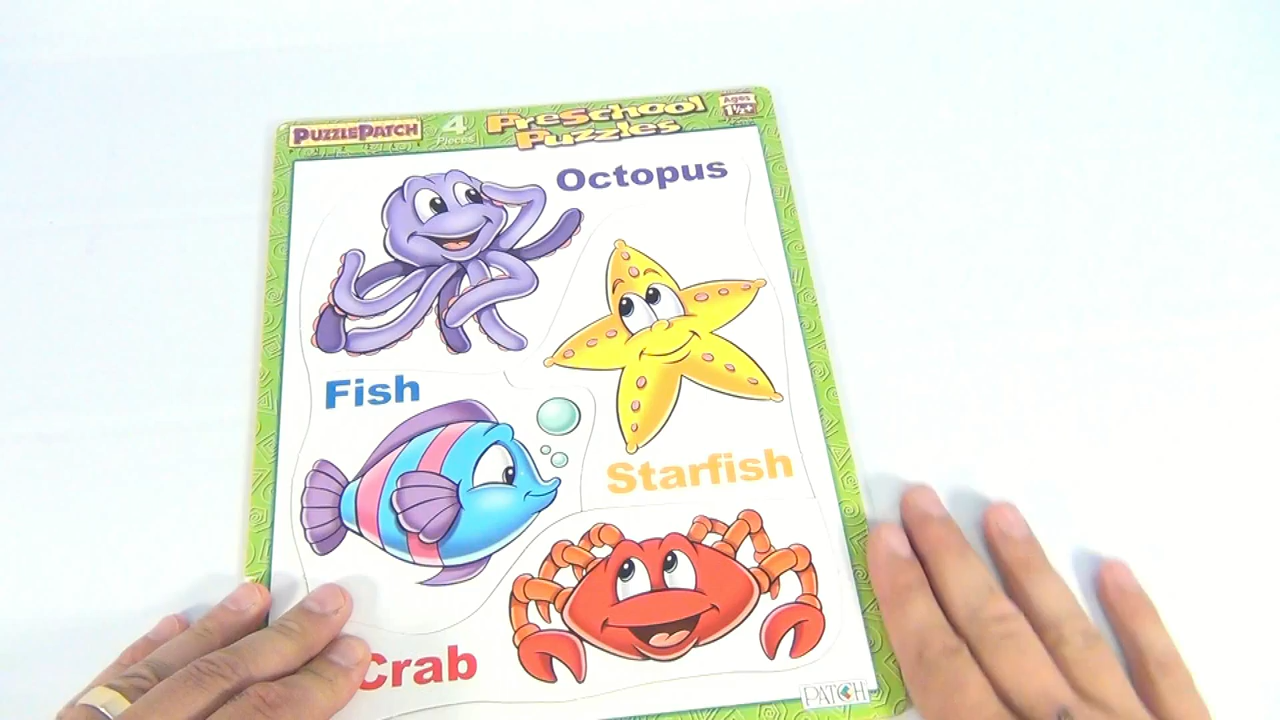 PUZZLEPATCH
4
Pieces
Preschool
Puzzles
Ages
1½+
Octopus
Fish
Starfish
Crab
PATCH